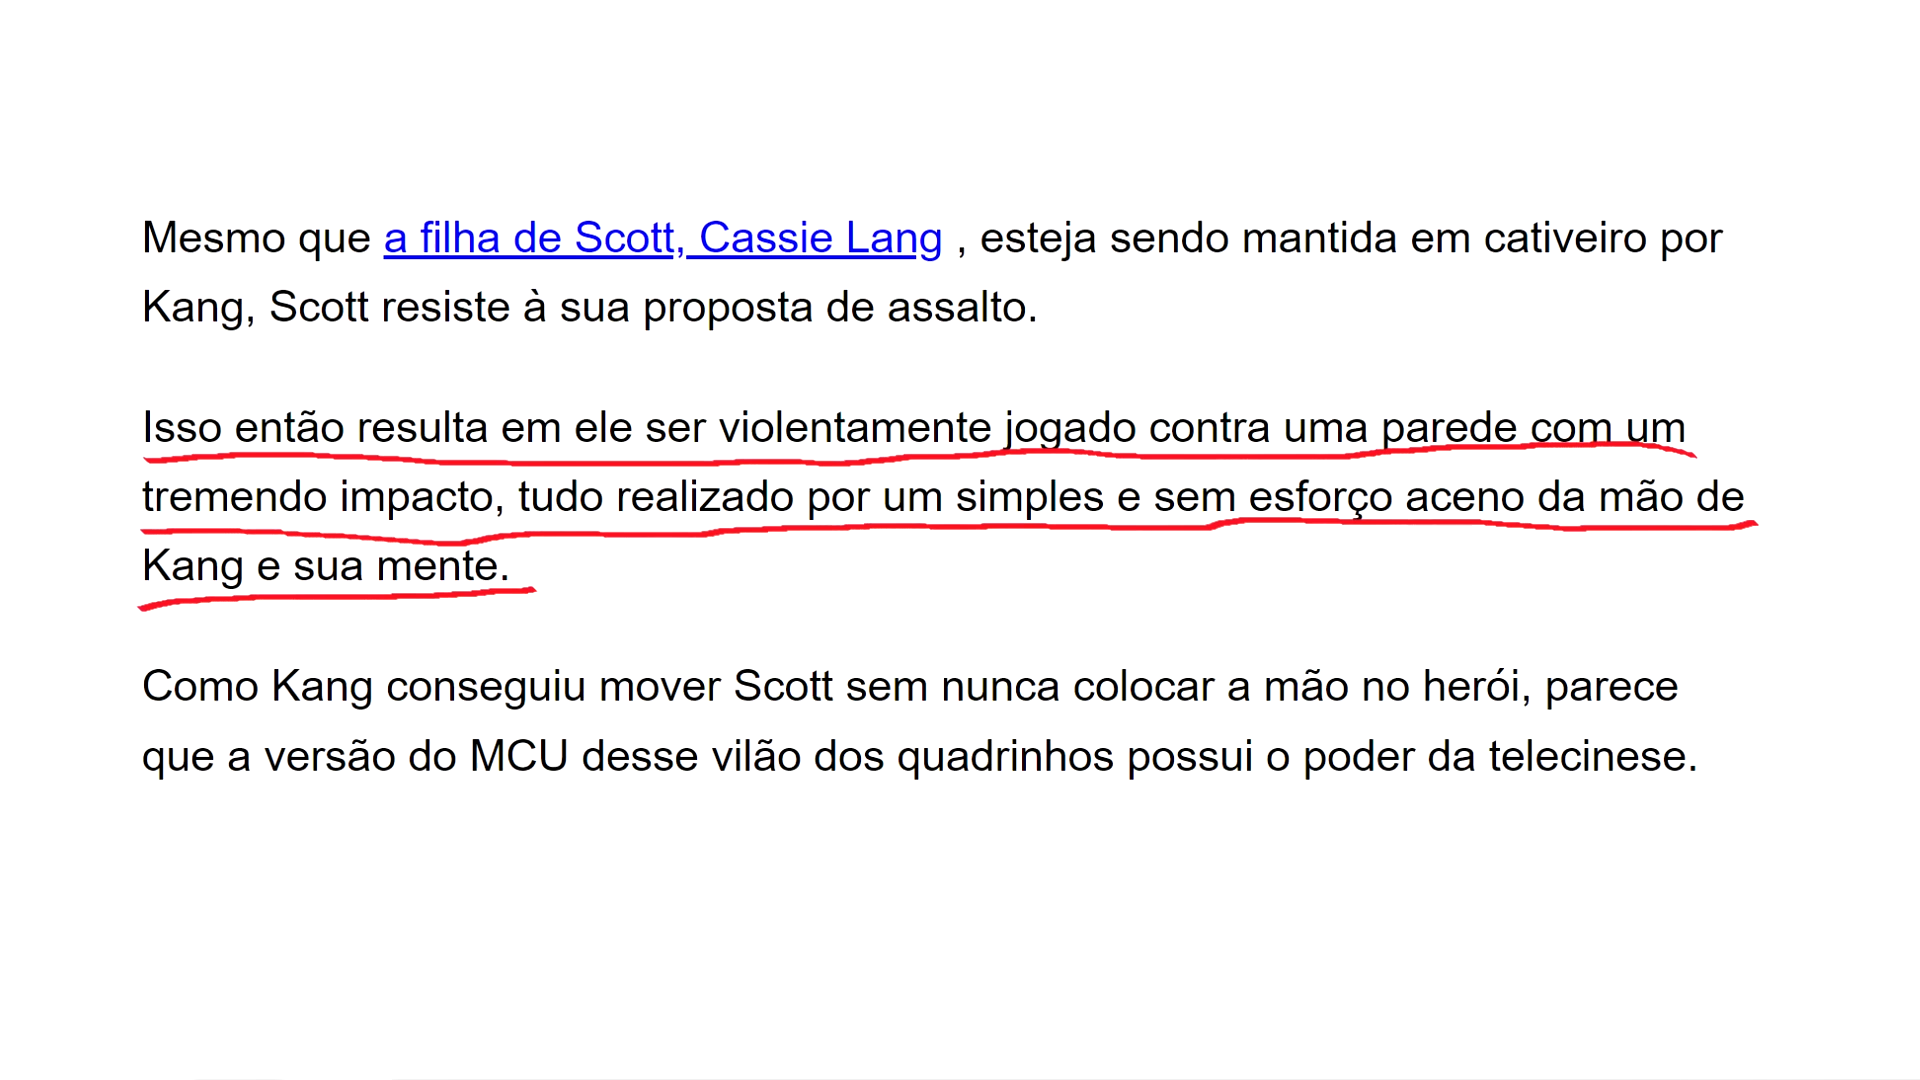 Mesmo que a filha de Scott, Cassie Lang , esteja sendo mantida em cativeiro por
Kang, Scott resiste à sua proposta de assalto.
Isso então resulta em ele ser violentamente jogado contra uma parede com um
tremendo impacto, tudo realizado por um simples e sem esforço aceno da mão de
Kang e sua mente.
Como Kang conseguiu mover Scott sem nunca colocar a mão no herói, parece
que a versão do MCU desse vilão dos quadrinhos possui o poder da telecinese.